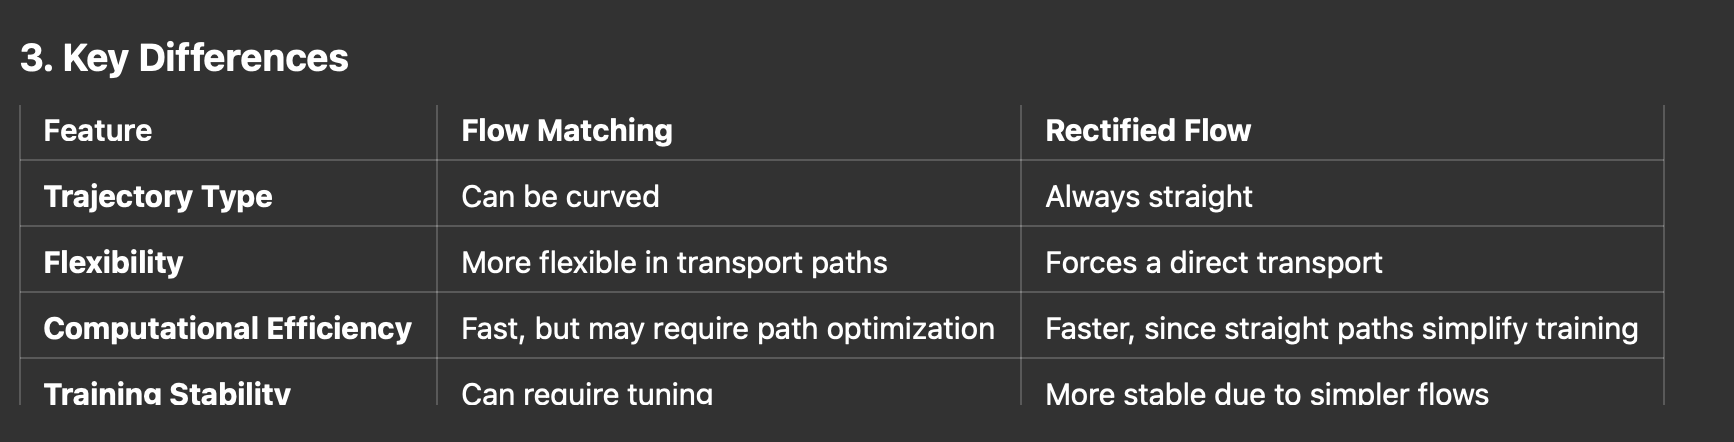 3. Key Differences
Feature Flow Matching Rectified Flow
Trajectory Type Can be curved Always straight
Flexibility More flexible in transport paths Forces a direct transport
Computational Efficiency Fast, but may require path optimization Faster, since straight paths simplify training
Training Stability Can require tuning More stable due to simpler flows